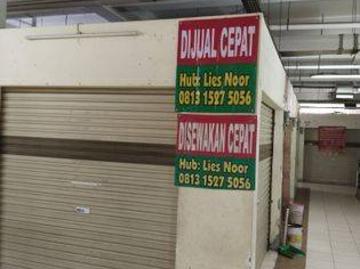 DIJUAL CEPAT
Hub: Lies Noor
0813 1527 5056
DISEWAKAN CEPAT
Hub: Lies Noor
0813 1527 5056